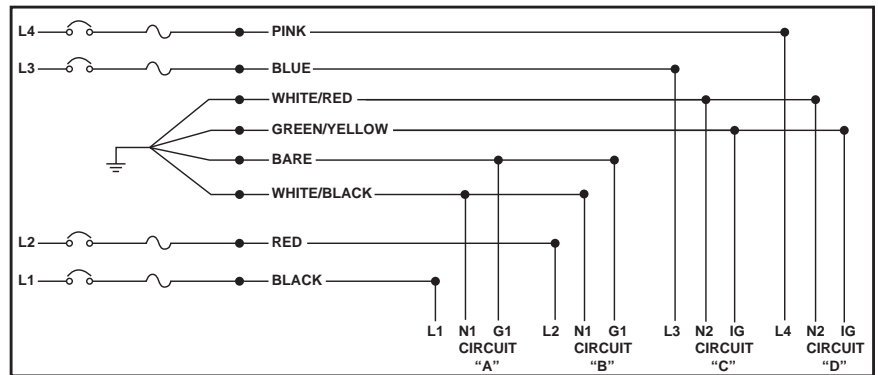 L4 PINK
L3 BLUE
WHITE/RED
GREEN/YELLOW
BARE
WHITE/BLACK
L2 RED
L1 BLACK
L1 N1 G1 L2 N1 G1 L3 N2 IG L4 N2 IG
CIRCUIT CIRCUIT CIRCUIT CIRCUIT
“A” “B” “C” “D”